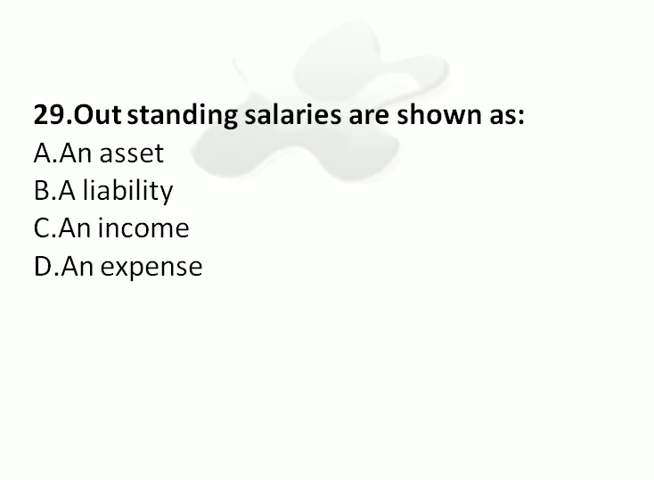 29.Out standing salaries are shown as:
A.An asset
B.A liability
C.An income
D.An expense